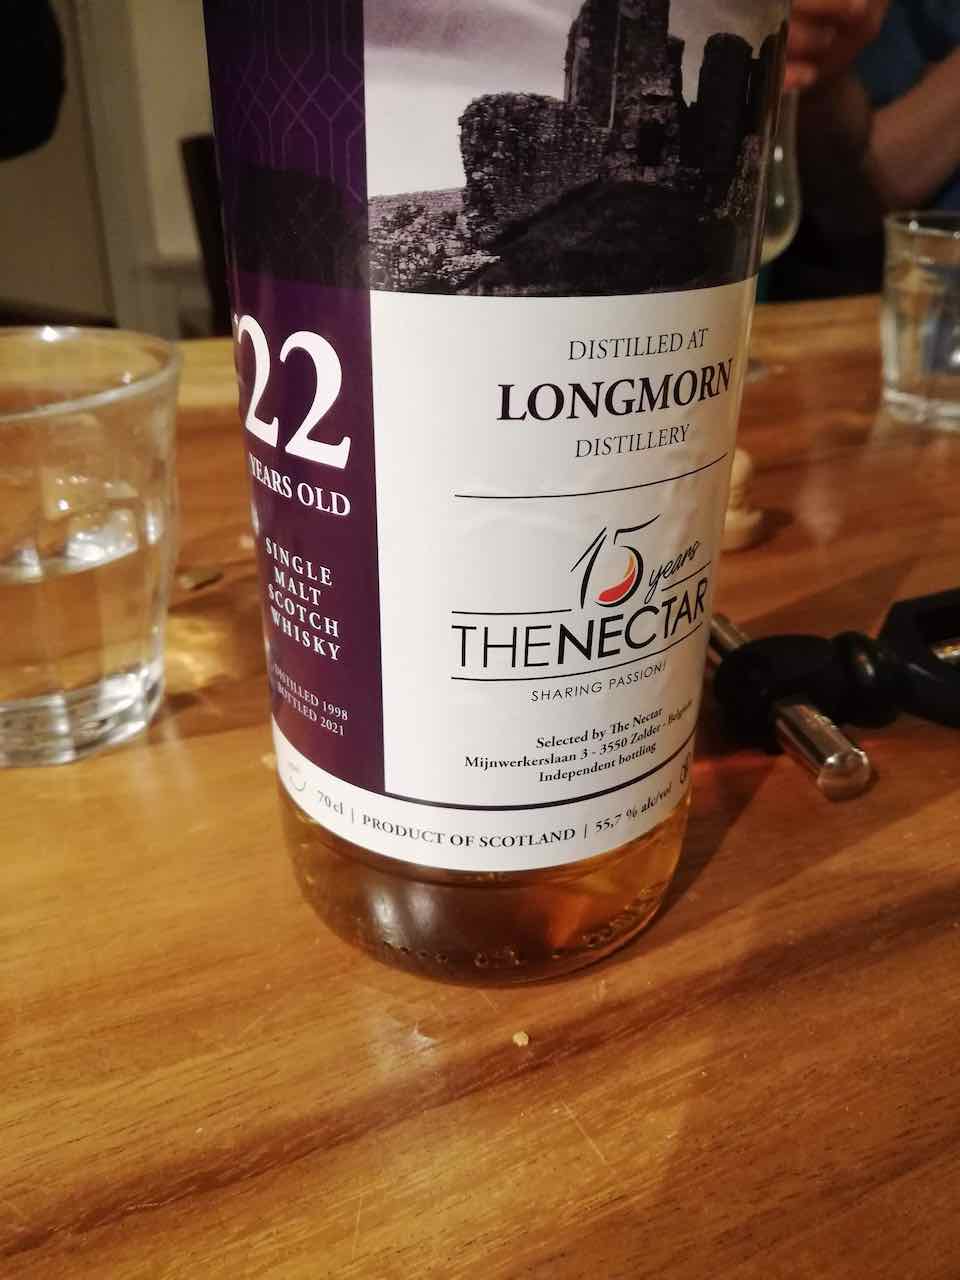 22
YEARS OLD
SINGLE
MALT
SCOTCH
WHISKY
DISTILLED 1998
BOTTLED 2021
DISTILLED AT
LONGMORN
DISTILLERY
15 years
THENECTAR
SHARING PASSION!
Selected by The Nectar
Mijnwerkerslaan 3 - 3550 Zolder - Belgium
Independent bottling
70cl | PRODUCT OF SCOTLAND | 55,7 % alc/vol